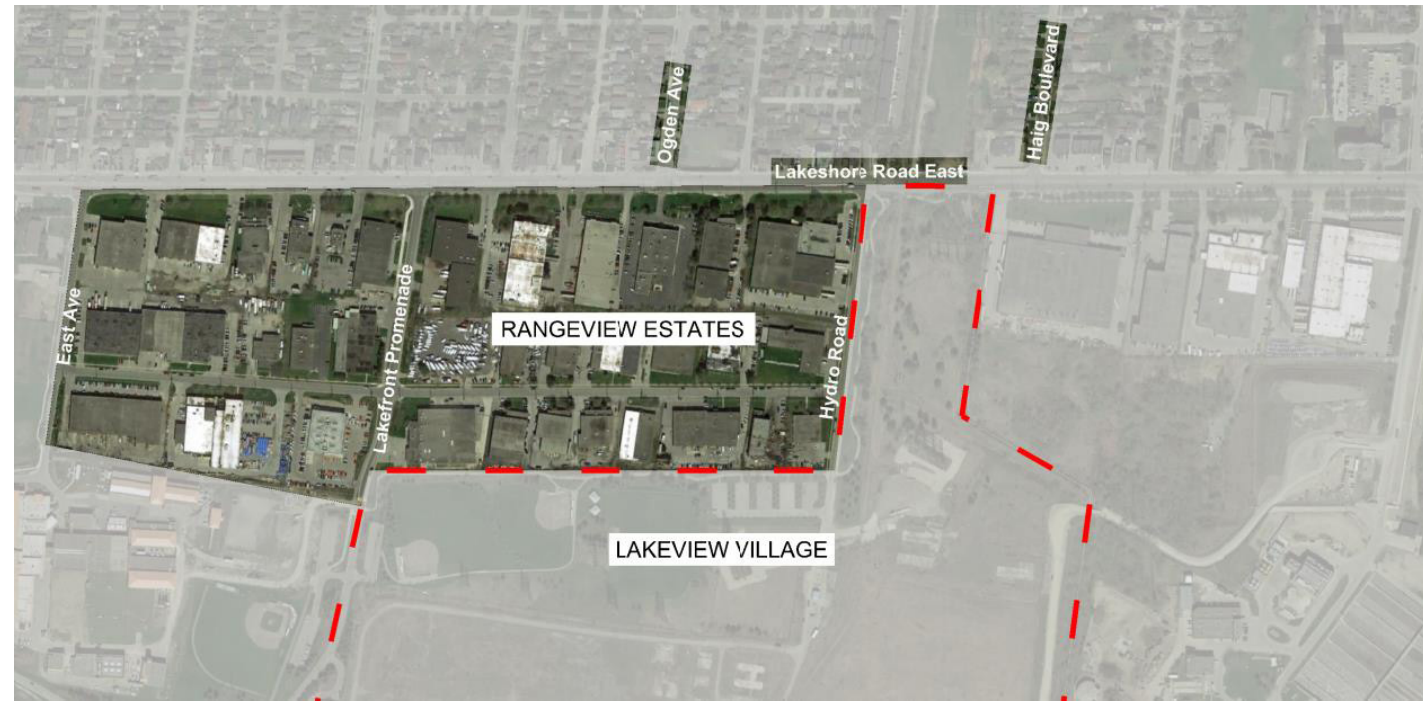 Ogden Ave
Haig Boulevard
Lakeshore Road East
East Ave
Lakefront Promenade
RANGEVIEW ESTATES
Hydro Road
LAKEVIEW VILLAGE